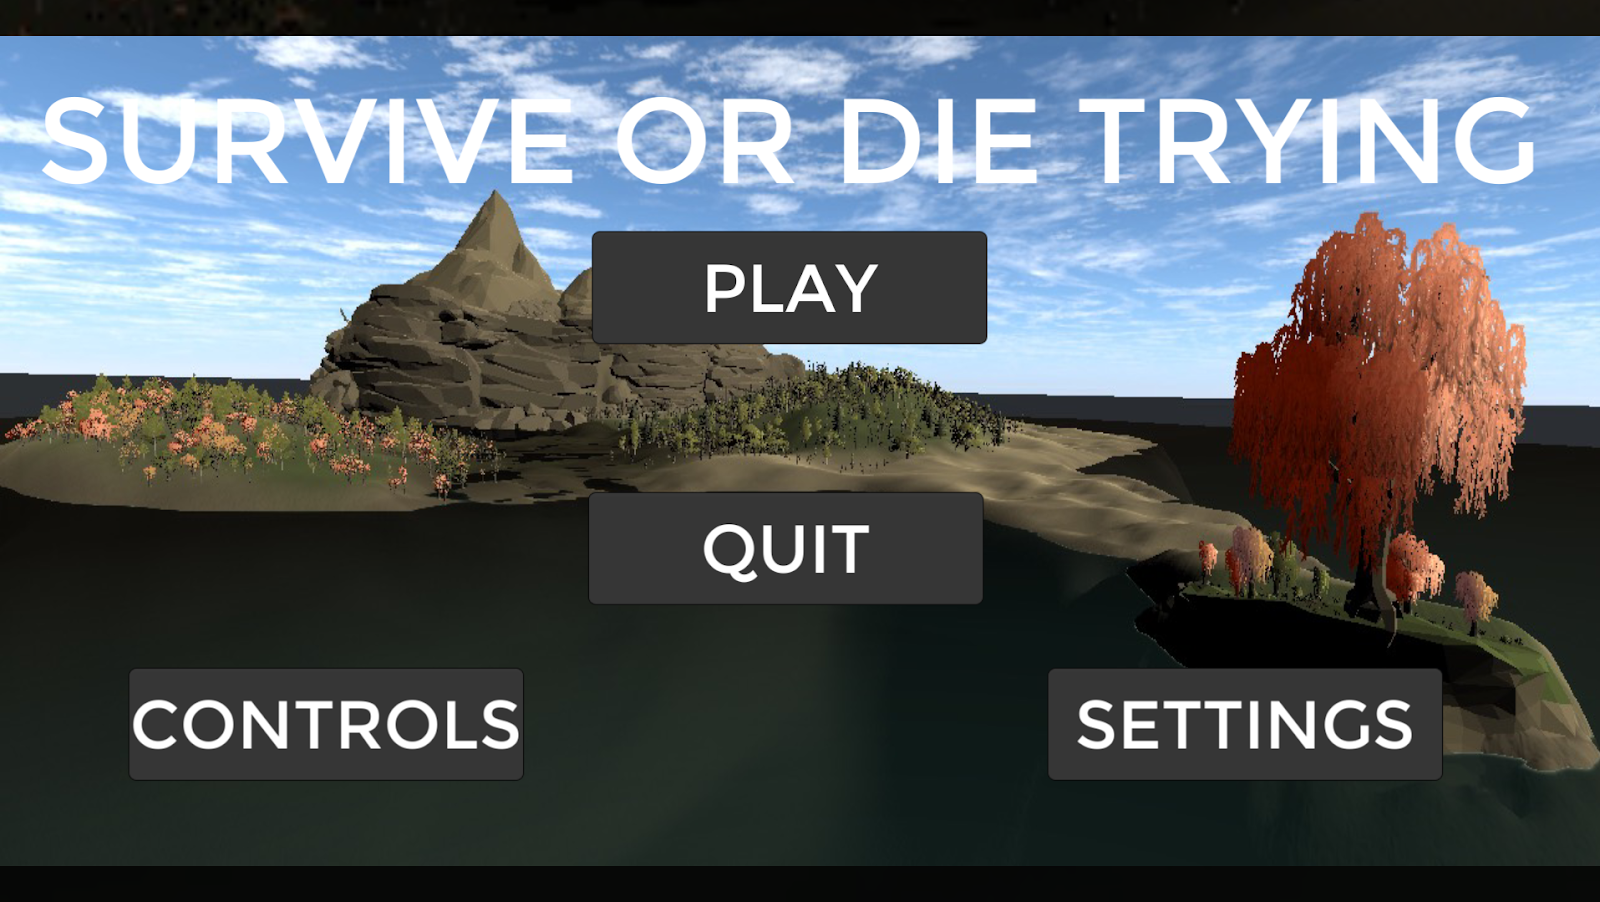 SURVIVE OR DIE TRYING
PLAY
QUIT
CONTROLS
SETTINGS